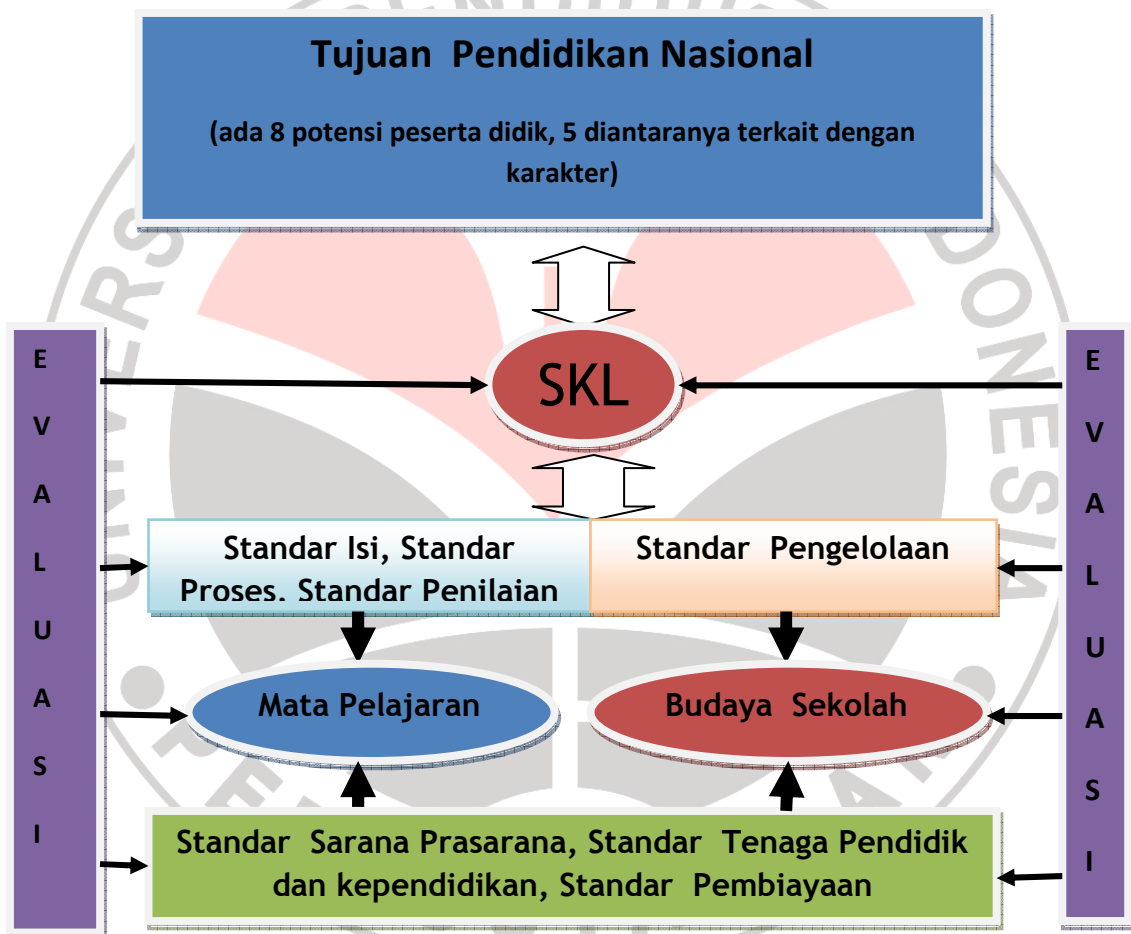 Tujuan Pendidikan Nasional
(ada 8 potensi peserta didik, 5 diantaranya terkait dengan
karakter)
SKL
E
V
A
L
U
A
S
I
Standar Isi, Standar
Proses. Standar Penilaian
Standar Pengelolaan
Mata Pelajaran
Budaya Sekolah
Standar Sarana Prasarana, Standar Tenaga Pendidik
dan kependidikan, Standar Pembiayaan
E
V
A
L
U
A
S
I